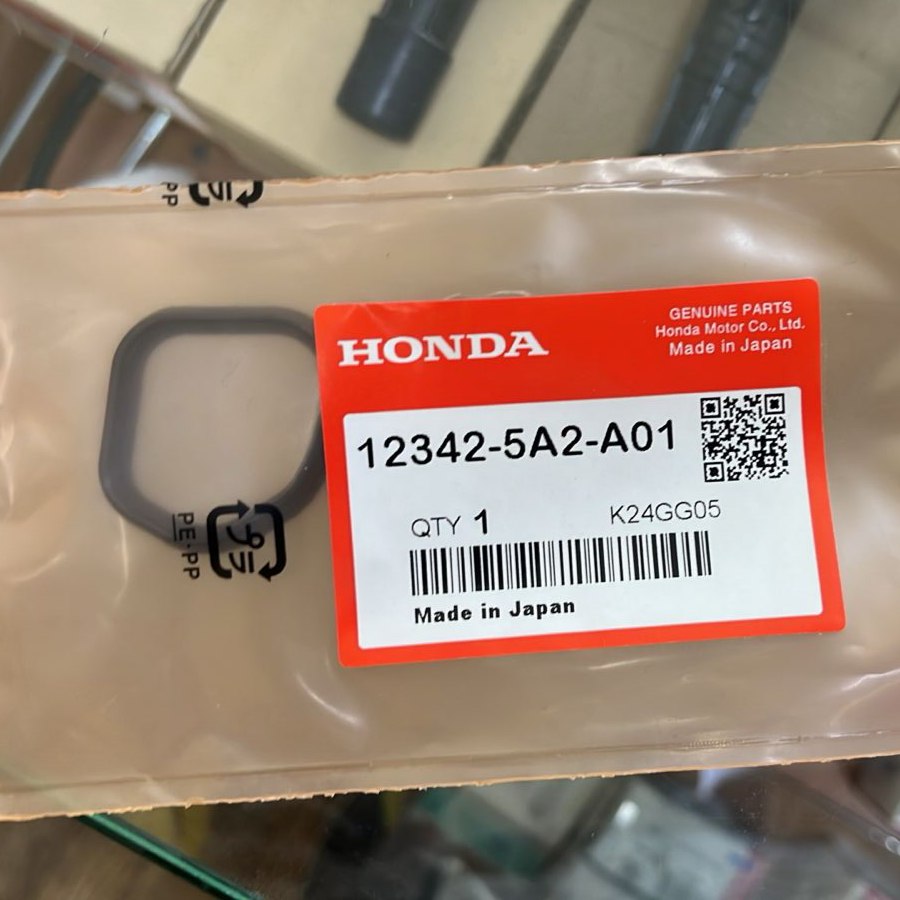 HONDA
GENUINE PARTS
Honda Motor Co., Ltd.
Made in Japan
12342-5A2-A01
QTY 1
K24GG05
Made in Japan
プラ
PE・PP
プラ
PP